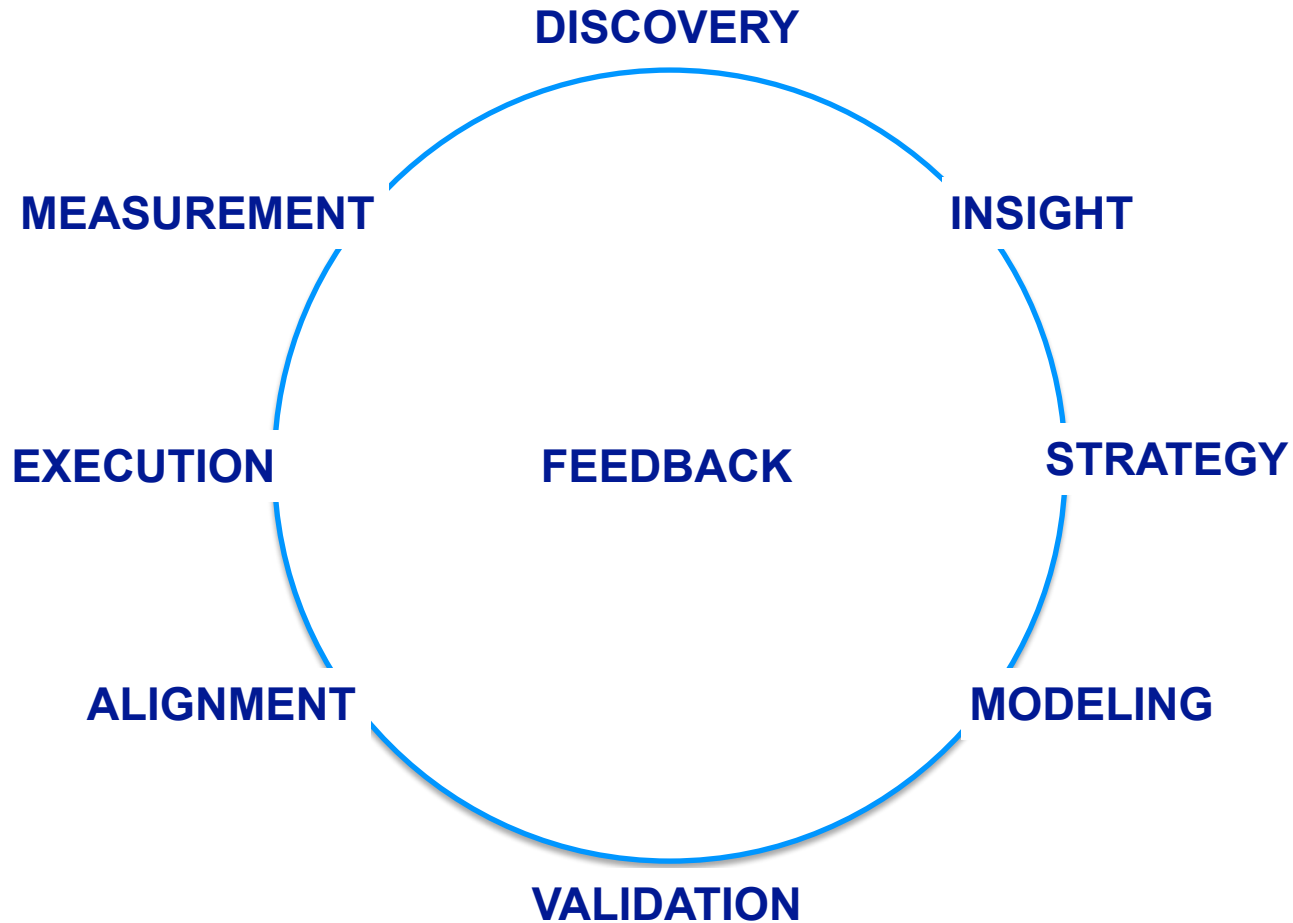 DISCOVERY
MEASUREMENT
INSIGHT
EXECUTION
FEEDBACK
STRATEGY
ALIGNMENT
MODELING
VALIDATION